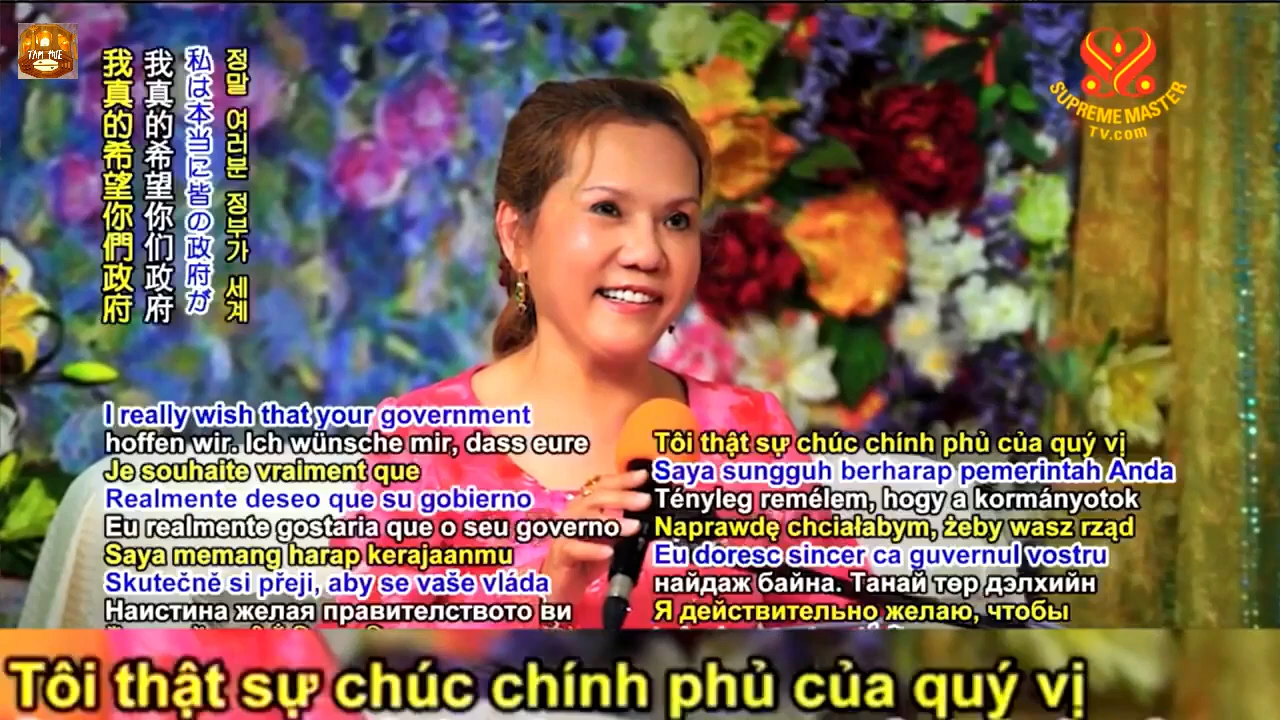 TAM TUE
SUPREME MASTER
TV.com
정말 여러분 정부가 세계
私は本当に皆の政府が
我真的希望你们政府
我真的希望你們政府
I really wish that your government
hoffen wir. Ich wünsche mir, dass eure
Je souhaite vraiment que
Realmente deseo que su gobierno
Eu realmente gostaria que o seu governo
Saya memang harap kerajaanmu
Skutečně si přeji, aby se vaše vláda
Наистина желая правителството ви
Tôi thật sự chúc chính phủ của quý vị
Saya sungguh berharap pemerintah Anda
Tényleg remélem, hogy a kormányotok
Naprawdę chciałabym, żeby wasz rząd
Eu doresc sincer ca guvernul vostru
найдаж байна. Танай төр дэлхийн
Я действительно желаю, чтобы
Tôi thật sự chúc chính phủ của quý vị